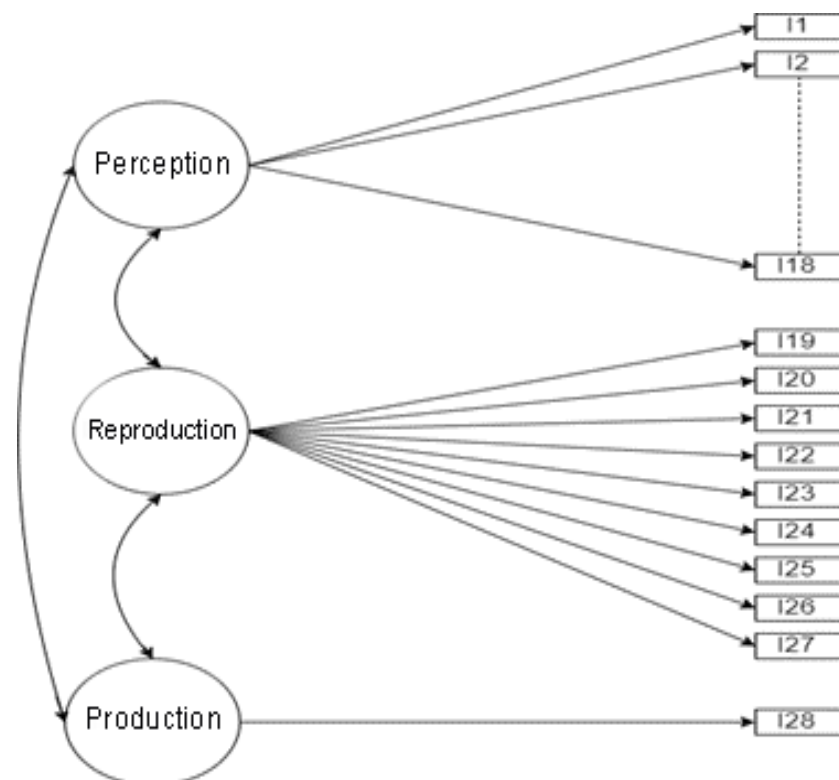 I1
I2
Perception
I18
I19
I20
I21
Reproduction
I22
I23
I24
I25
I26
I27
Production
I28